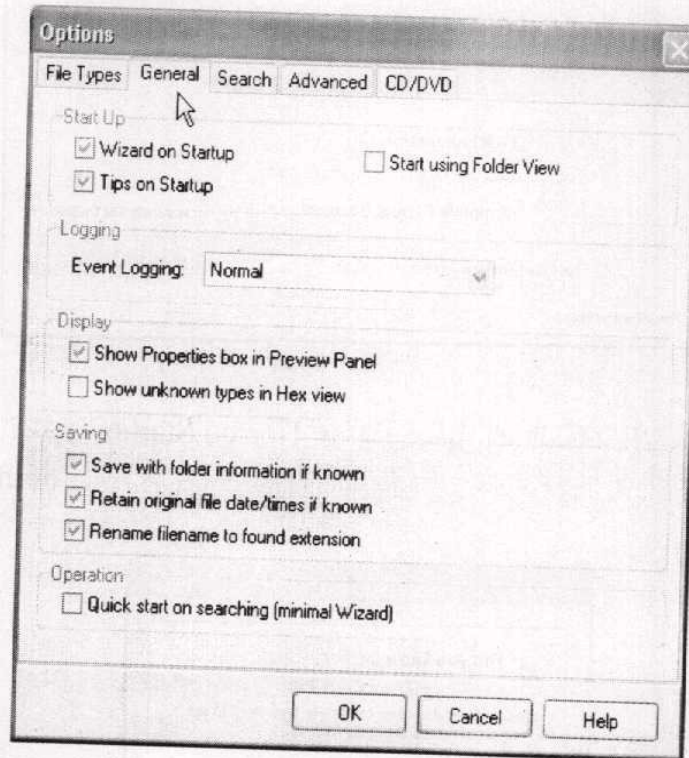 Options
File Types General Search Advanced CD/DVD
Start Up
Wizard on Startup
Start using Folder View
Tips on Startup
Logging
Event Logging: Normal
Display
Show Properties box in Preview Panel
Show unknown types in Hex view
Saving
Save with folder information if known
Retain original file date/times if known
Rename filename to found extension
Operation
Quick start on searching (minimal Wizard)
OK Cancel Help